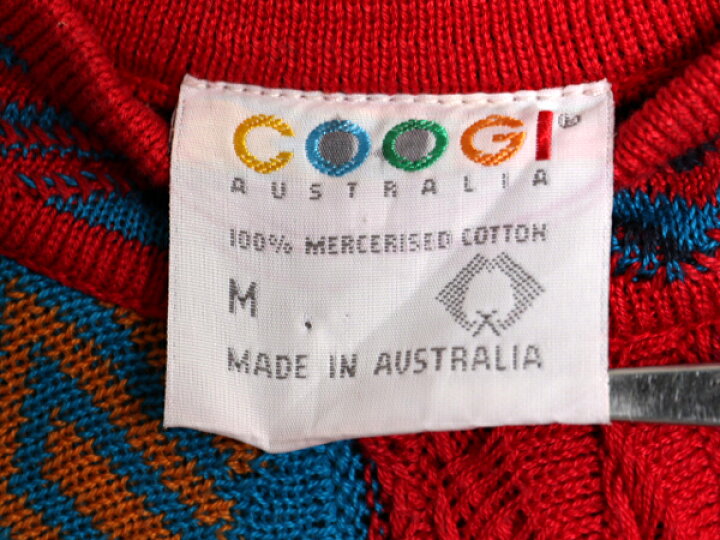 COOGI®
AUSTRALIA
100% MERCERISED COTTON
M
MADE IN AUSTRALIA